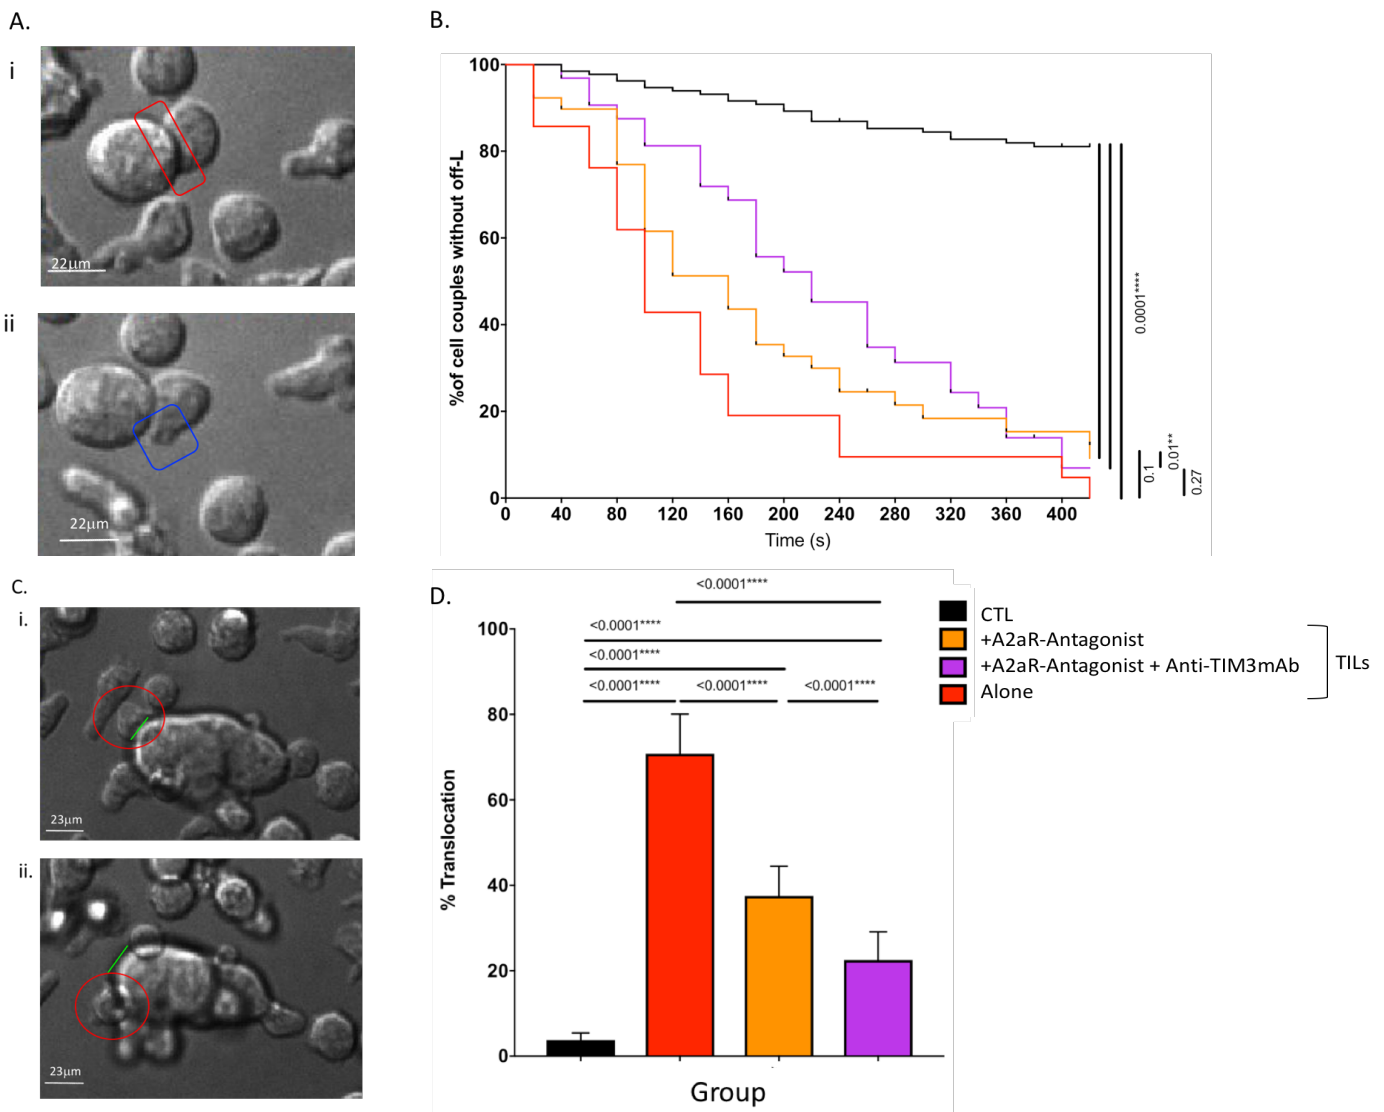 A.
i
22µm
ii
22µm
B.
100
80
60
40
20
0
%of cell couples without off-L
0 40 80 120 160 200 240 280 320 360 400
Time (s)
0.0001****
0.1
0.01**
0.27
C.
i.
23µm
ii.
23µm
D.
<0.0001****
<0.0001****
<0.0001****
<0.0001**** <0.0001**** <0.0001****
100
80
60
40
20
0
% Translocation
Group
CTL
+A2aR-Antagonist
+A2aR-Antagonist + Anti-TIM3mAb
Alone
TILs